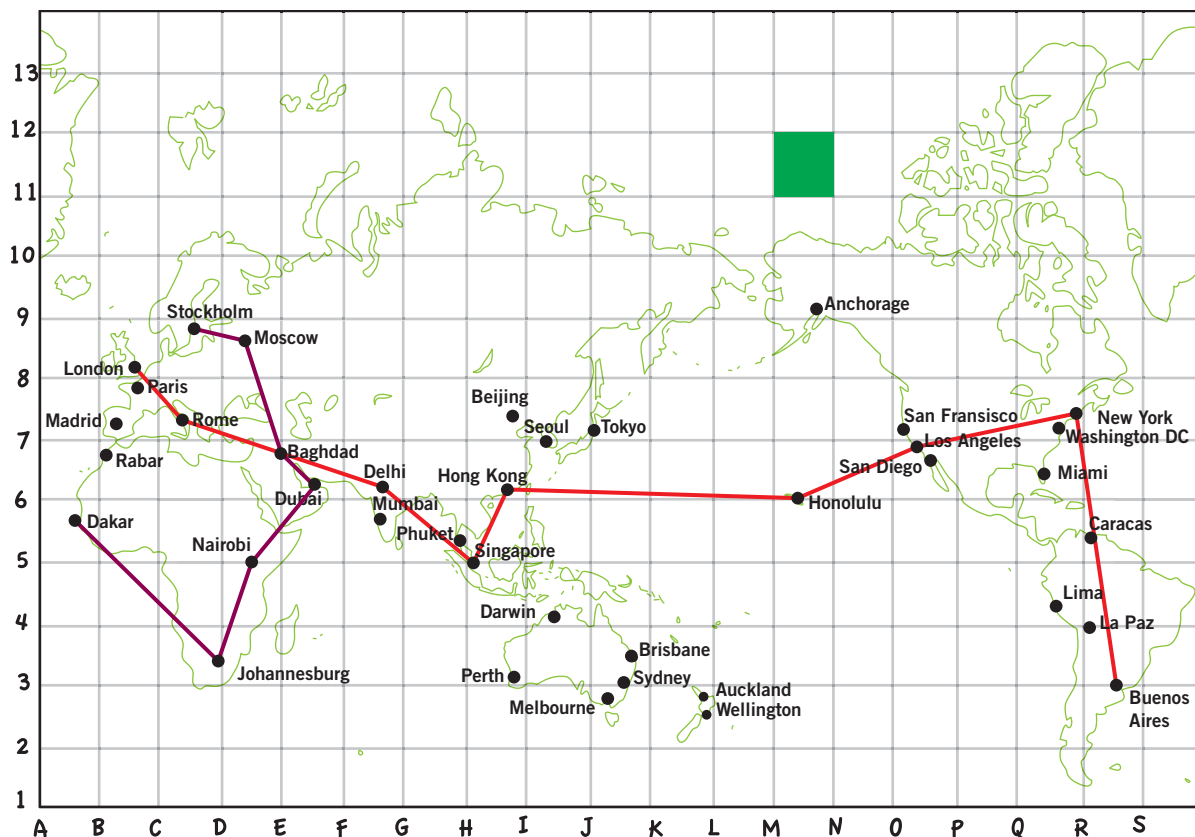 13
12
11
10
9
8
7
6
5
4
3
2
1
A B C D E F G H I J K L M N O P Q R S
Stockholm
Moscow
London
Paris
Madrid
Rome
Rabar
Baghdad
Dakar
Dubai
Nairobi
Johannesburg
Delhi
Mumbai
Phuket
Singapore
Hong Kong
Beijing
Seoul
Tokyo
Darwin
Perth
Brisbane
Sydney
Melbourne
Auckland
Wellington
Anchorage
Honolulu
San Fransisco
Los Angeles
San Diego
New York
Washington DC
Miami
Caracas
Lima
La Paz
Buenos
Aires